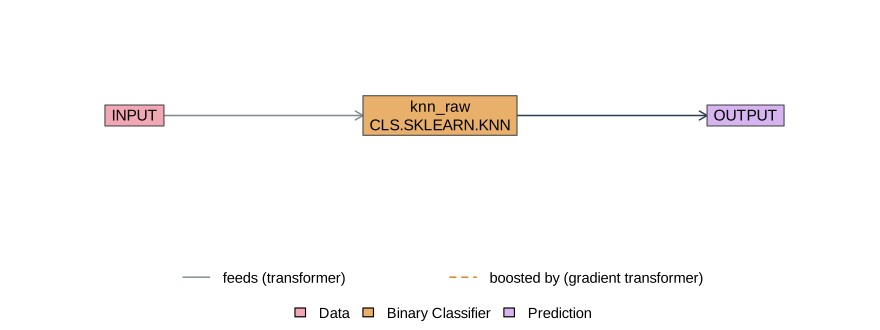 INPUT
knn_raw
CLS.SKLEARN.KNN
OUTPUT
feeds (transformer)
boosted by (gradient transformer)
Data
Binary Classifier
Prediction